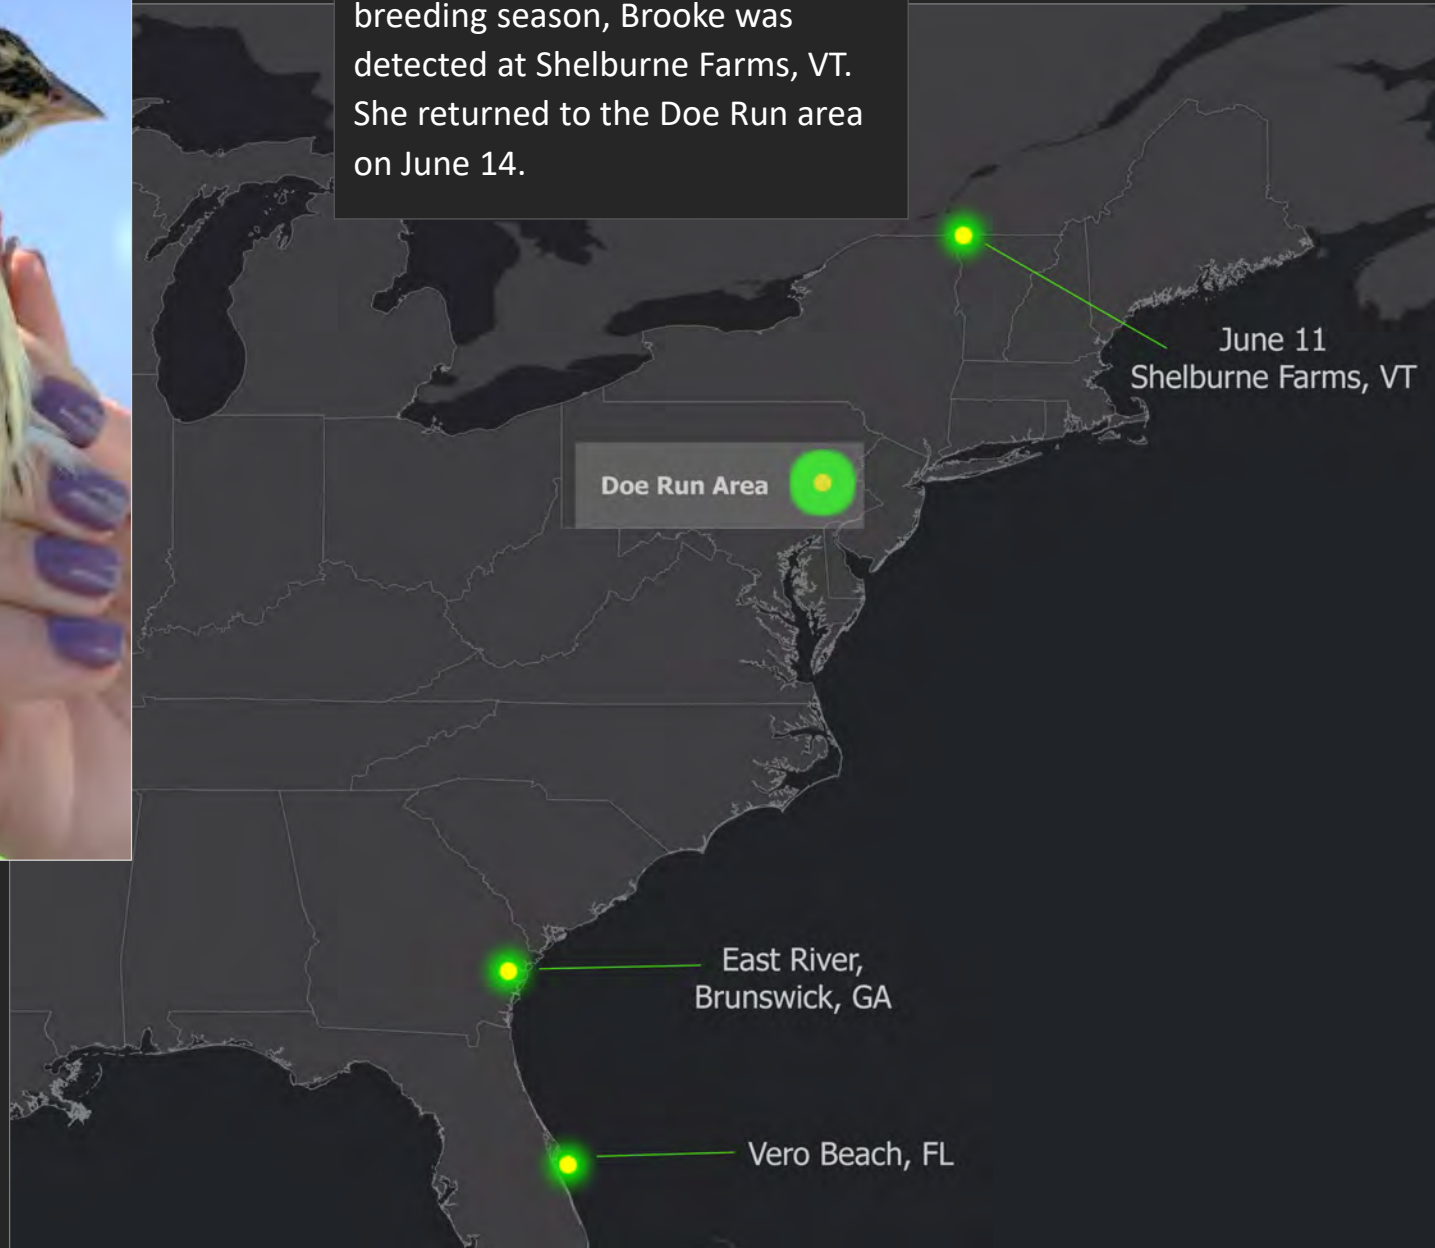 breeding season, Brooke was
detected at Shelburne Farms, VT.
She returned to the Doe Run area
on June 14.
June 11
Shelburne Farms, VT
Doe Run Area
East River,
Brunswick, GA
Vero Beach, FL